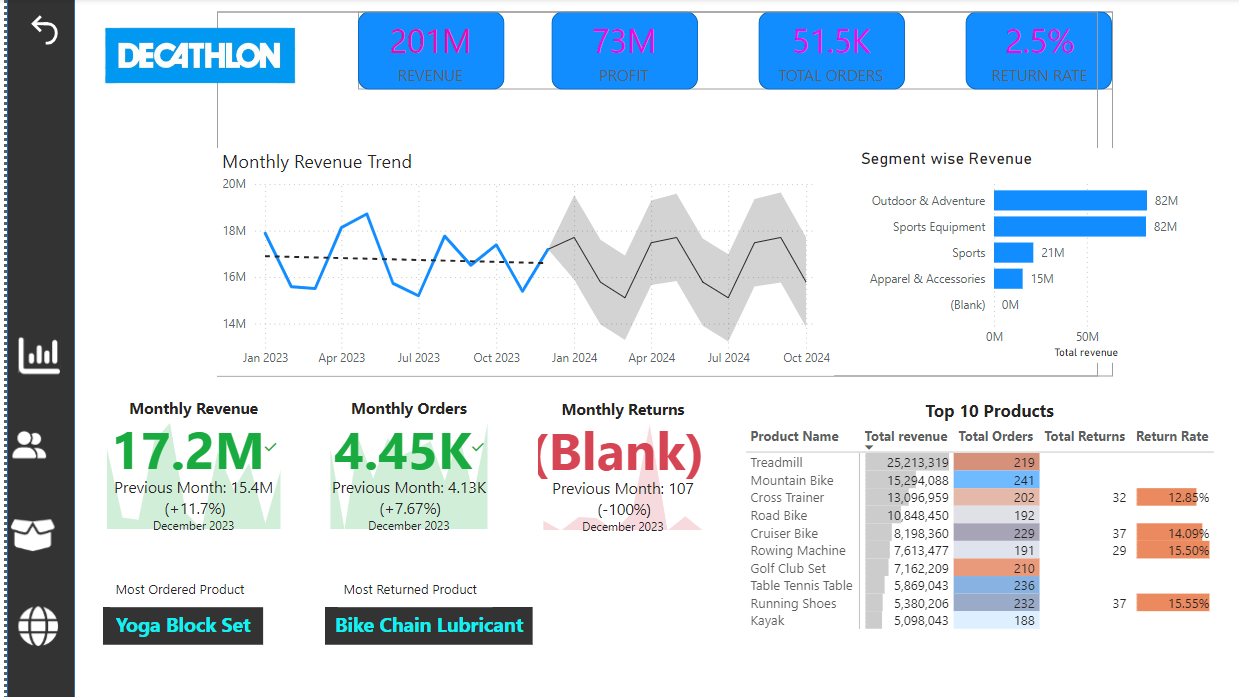 DECATHLON
201M
REVENUE
73M
PROFIT
51.5K
TOTAL ORDERS
2.5%
RETURN RATE
Monthly Revenue Trend
20M
18M
16M
14M
Jan 2023 Apr 2023 Jul 2023 Oct 2023 Jan 2024 Apr 2024 Jul 2024 Oct 2024
Segment wise Revenue
Outdoor & Adventure 82M
Sports Equipment 82M
Sports 21M
Apparel & Accessories 15M
(Blank) 0M
0M 50M
Total revenue
Monthly Revenue
17.2M
Previous Month: 15.4M
(+11.7%)
December 2023
Monthly Orders
4.45K
Previous Month: 4.13K
(+7.67%)
December 2023
Monthly Returns
(Blank)
Previous Month: 107
(-100%)
December 2023
Most Ordered Product
Yoga Block Set
Most Returned Product
Bike Chain Lubricant
Top 10 Products
Product Name Total revenue Total Orders Total Returns Return Rate
Treadmill 25,213,319 219
Mountain Bike 15,294,088 241
Cross Trainer 13,096,959 202 32 12.85%
Road Bike 10,848,450 192
Cruiser Bike 8,198,360 229 37 14.09%
Rowing Machine 7,613,477 191 29 15.50%
Golf Club Set 7,162,209 210
Table Tennis Table 5,869,043 236
Running Shoes 5,380,206 232 37 15.55%
Kayak 5,098,043 188